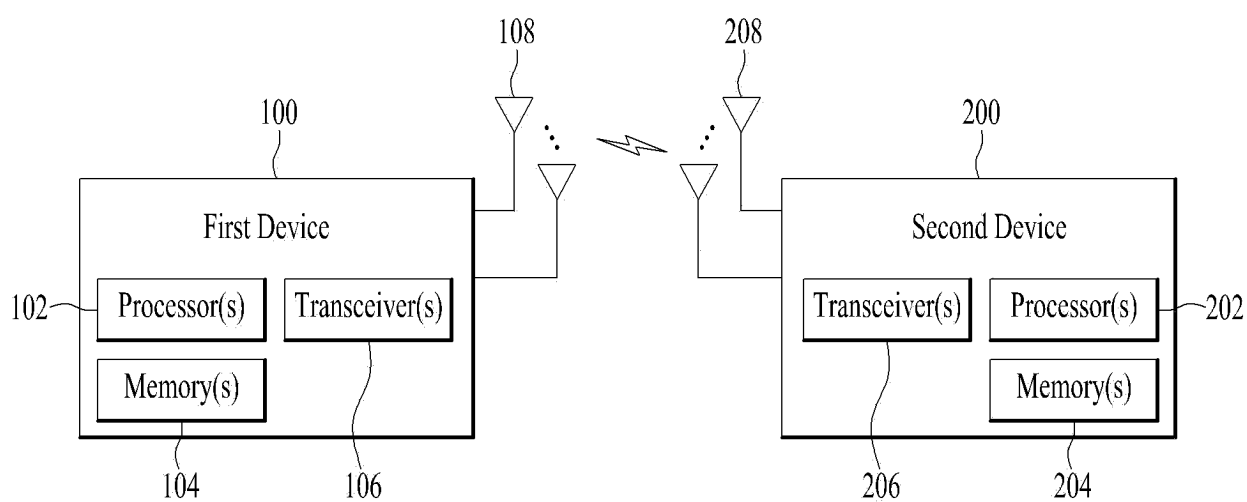 108
208
100
200
First Device
Second Device
102
Processor(s)
Transceiver(s)
Transceiver(s)
Processor(s)
202
Memory(s)
Memory(s)
104
106
206
204